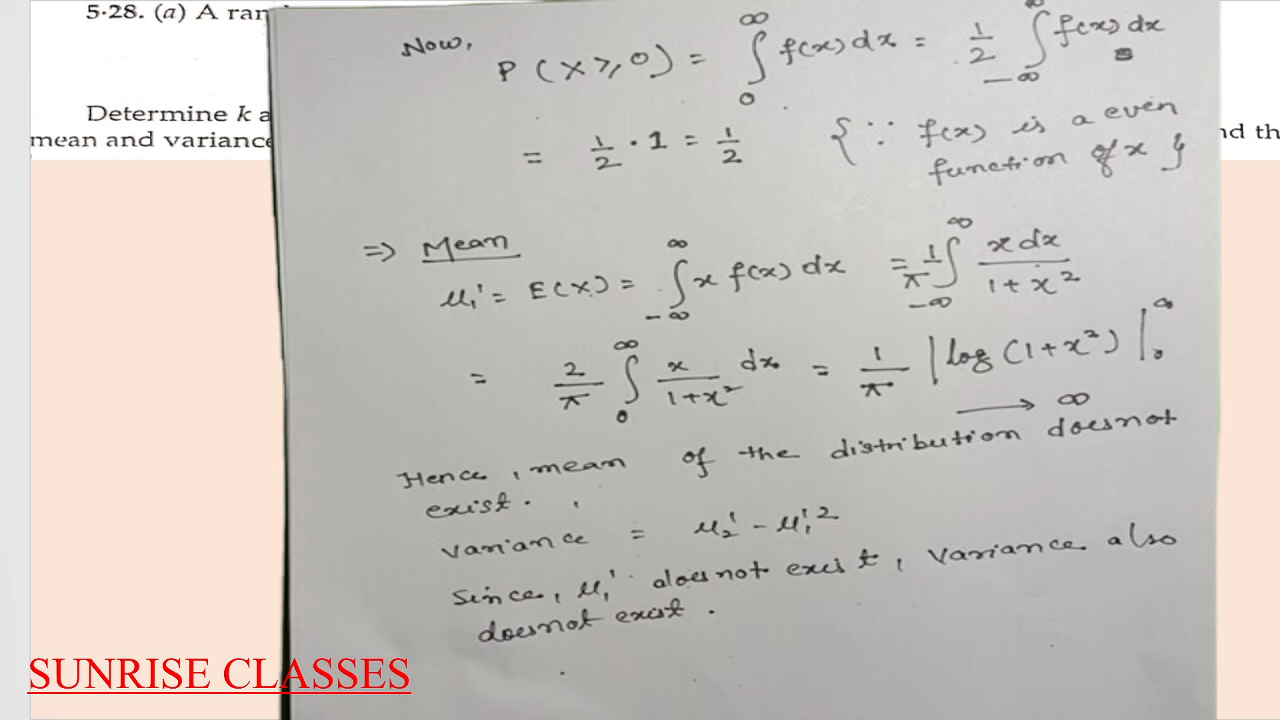 5·28. (a) A ran
Determine k a
mean and variance
nd th
Now,
P (X ≥ 0) = ∫₀^∞ f(x) dx = 1/2 ∫₋∞^∞ f(x) dx
= 1/2 · 1 = 1/2 { ∵ f(x) is a even
function of x }
=> Mean
μ₁' = E(X) = ∫₋∞^∞ x f(x) dx = 1/π ∫₋∞^∞ x dx / 1 + x²
= 2/π ∫₀^∞ x / 1+x² dx = 1/π | log (1+x²) |₀^∞
⟶ ∞
Hence, mean of the distribution doesnot
exist.
Variance = μ₂' - μ₁'²
Since, μ₁' doesnot exist, Variance also
doesnot exist.
SUNRISE CLASSES